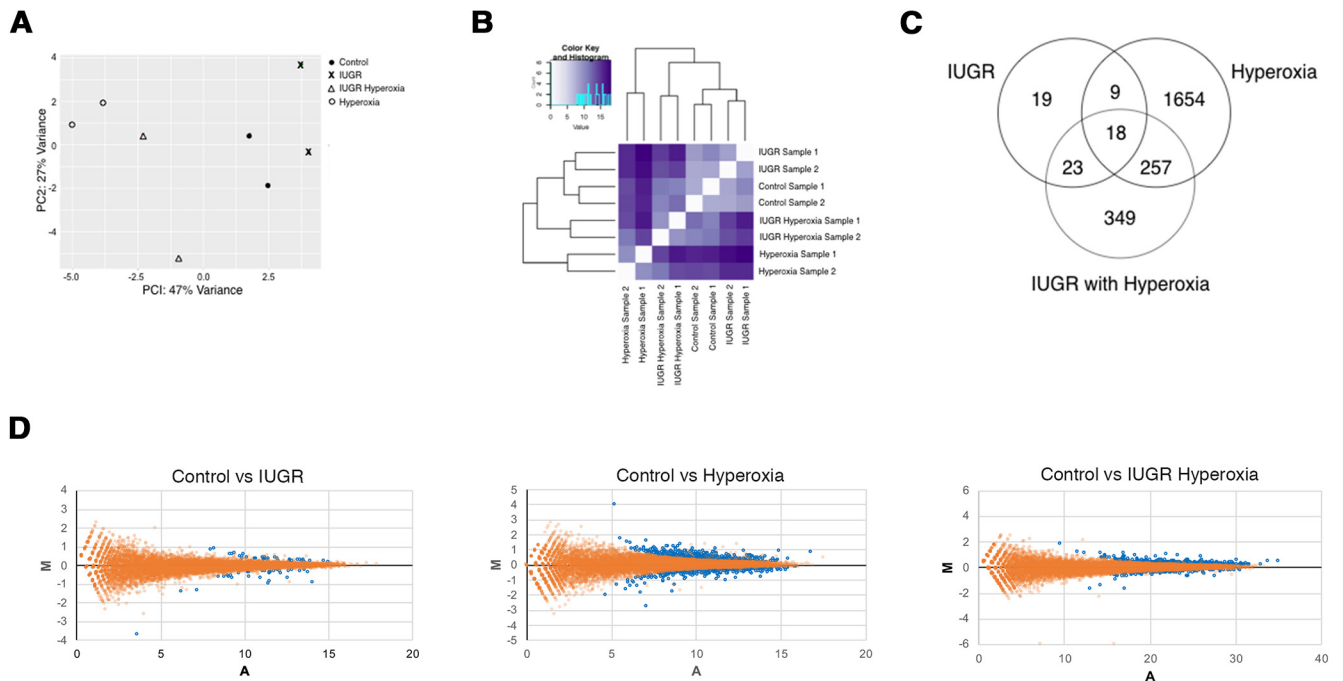 A
4
2
0
-2
-4
PC2: 27% Variance
-5.0
-2.5
0.0
2.5
PCI: 47% Variance
Control
IUGR
IUGR Hyperoxia
Hyperoxia
B
Color Key
and Histogram
Count
0 2 4 6 8
0 5 10 15
Value
IUGR Sample 1
IUGR Sample 2
Control Sample 1
Control Sample 2
IUGR Hyperoxia Sample 1
IUGR Hyperoxia Sample 2
Hyperoxia Sample 1
Hyperoxia Sample 2
Hyperoxia Sample 2
Hyperoxia Sample 1
IUGR Hyperoxia Sample 2
IUGR Hyperoxia Sample 1
Control Sample 2
Control Sample 1
IUGR Sample 2
IUGR Sample 1
C
IUGR
Hyperoxia
19
9
1654
18
23
257
349
IUGR with Hyperoxia
D
Control vs IUGR
4
3
2
1
0
-1
-2
-3
-4
M
0 5 10 15 20
A
Control vs Hyperoxia
5
4
3
2
1
0
-1
-2
-3
-4
-5
M
0 5 10 15 20
A
Control vs IUGR Hyperoxia
6
4
2
0
-2
-4
-6
M
0 10 20 30 40
A